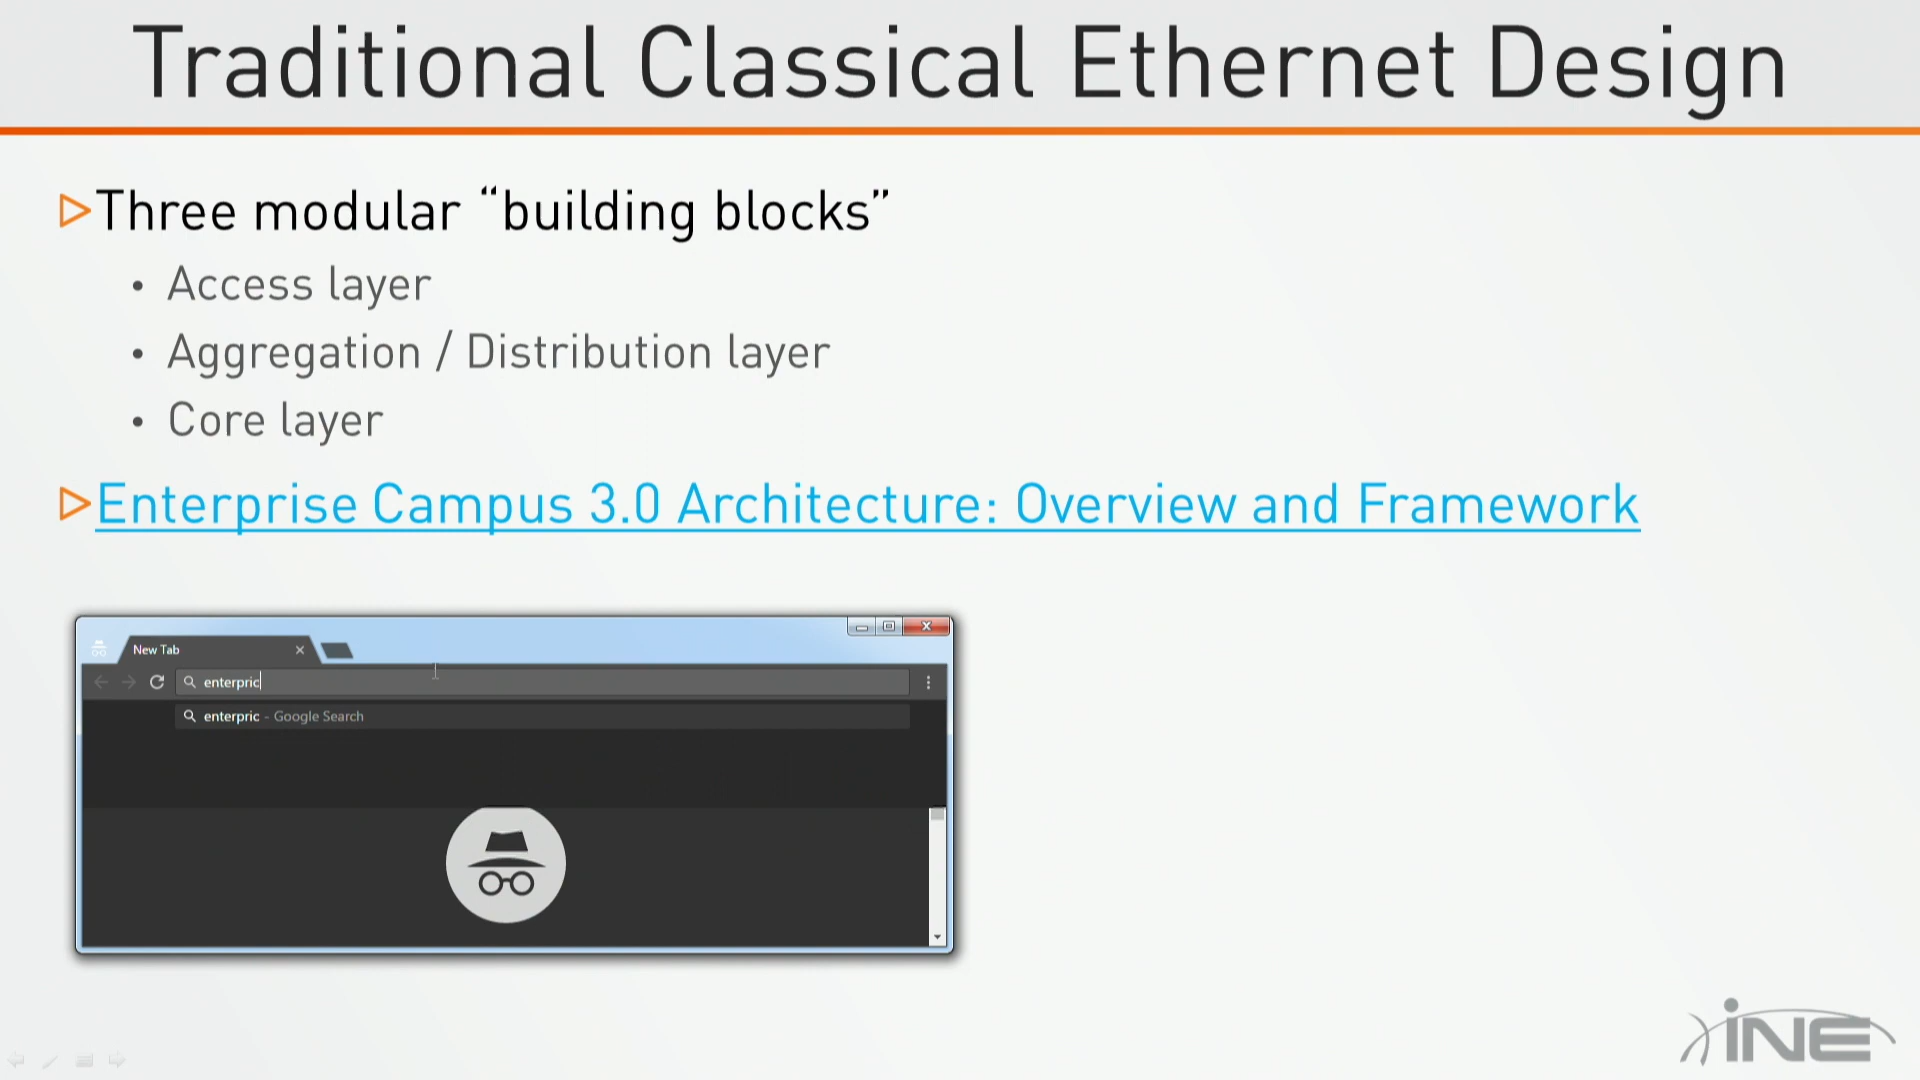 Traditional Classical Ethernet Design
Three modular “building blocks”
• Access layer
• Aggregation / Distribution layer
• Core layer
Enterprise Campus 3.0 Architecture: Overview and Framework
New Tab
enterpric
enterpric - Google Search
iNE